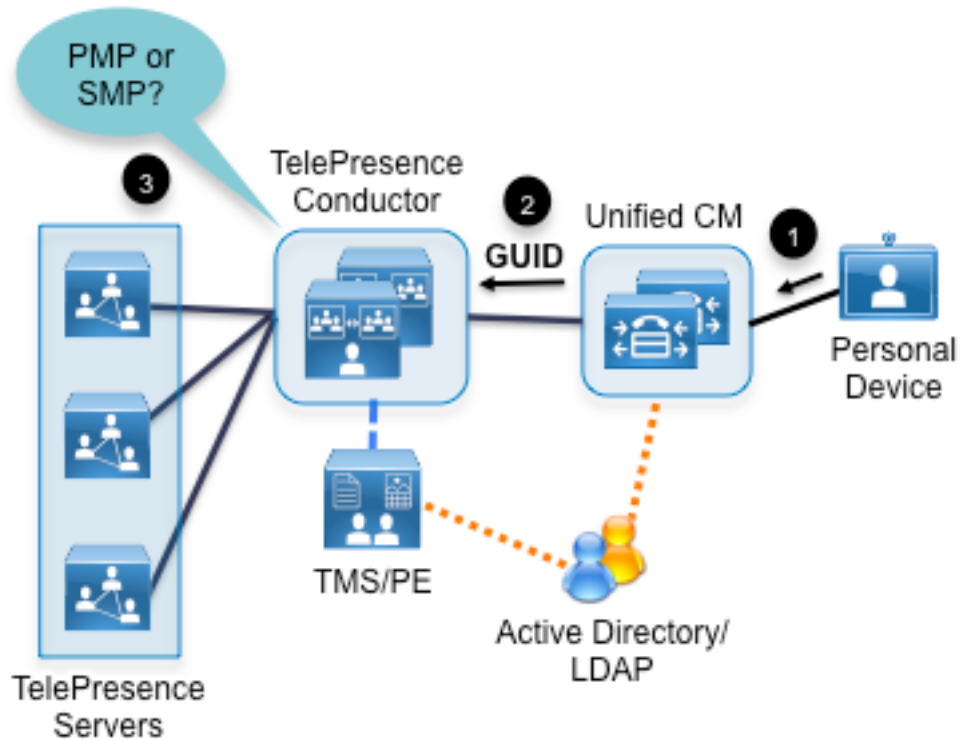 PMP or
SMP?
3
TelePresence
Conductor
2
GUID
Unified CM
1
Personal
Device
TMS/PE
Active Directory/
LDAP
TelePresence
Servers